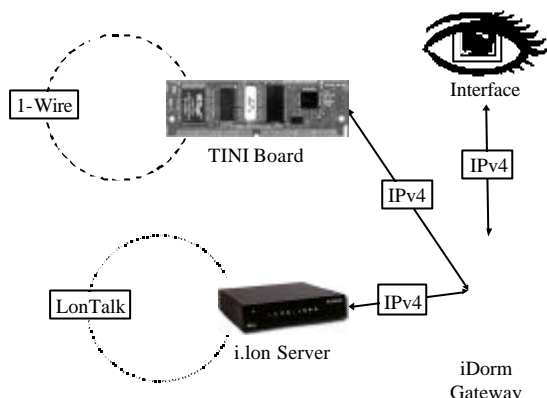 1-Wire
TINI Board
Interface
IPv4
IPv4
LonTalk
IPv4
i.lon Server
iDorm
Gateway